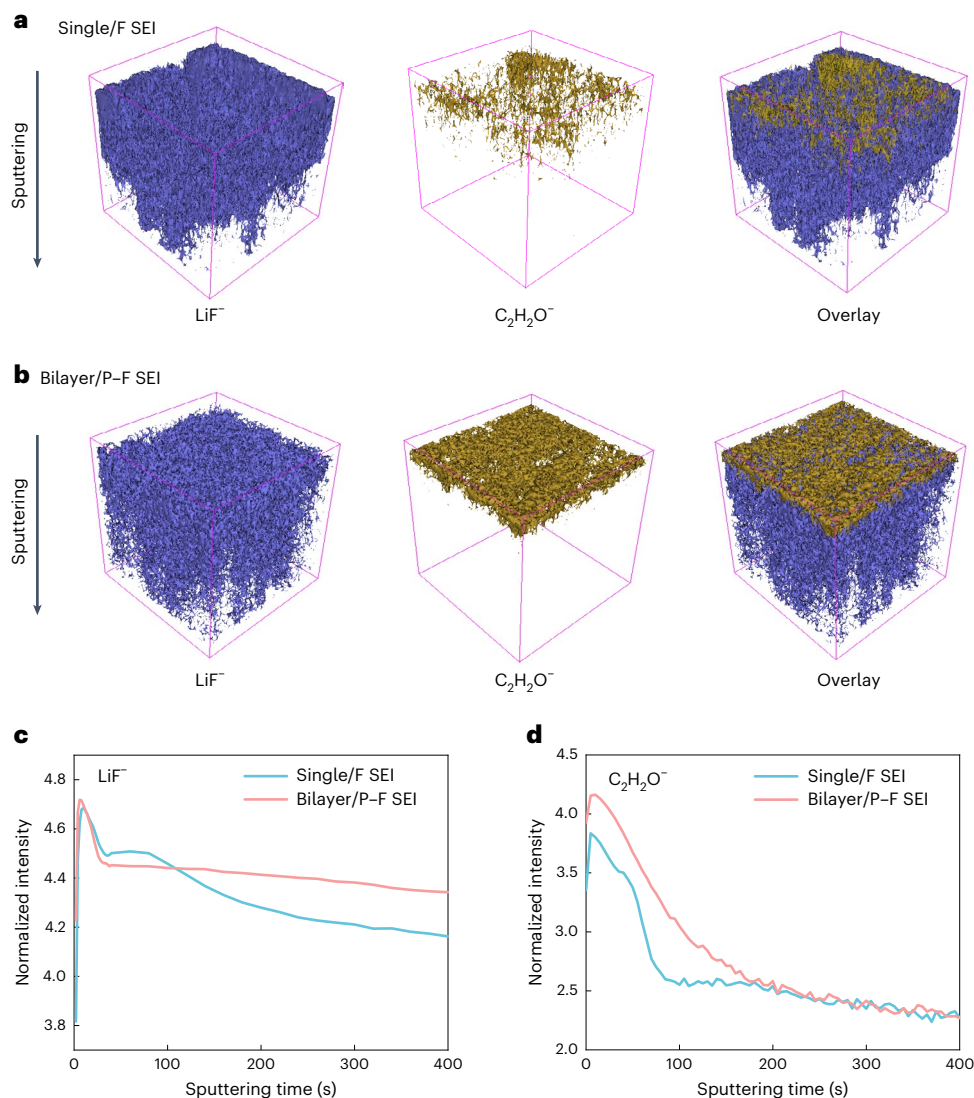 a
Single/F SEI
Sputtering
LiF⁻
C₂H₂O⁻
Overlay
b
Bilayer/P–F SEI
Sputtering
LiF⁻
C₂H₂O⁻
Overlay
c
LiF⁻
Single/F SEI
Bilayer/P–F SEI
Normalized intensity
4.8
4.6
4.4
4.2
4.0
3.8
0
100
200
300
400
Sputtering time (s)
d
C₂H₂O⁻
Single/F SEI
Bilayer/P–F SEI
Normalized intensity
4.5
4.0
3.5
3.0
2.5
2.0
0
100
200
300
400
Sputtering time (s)